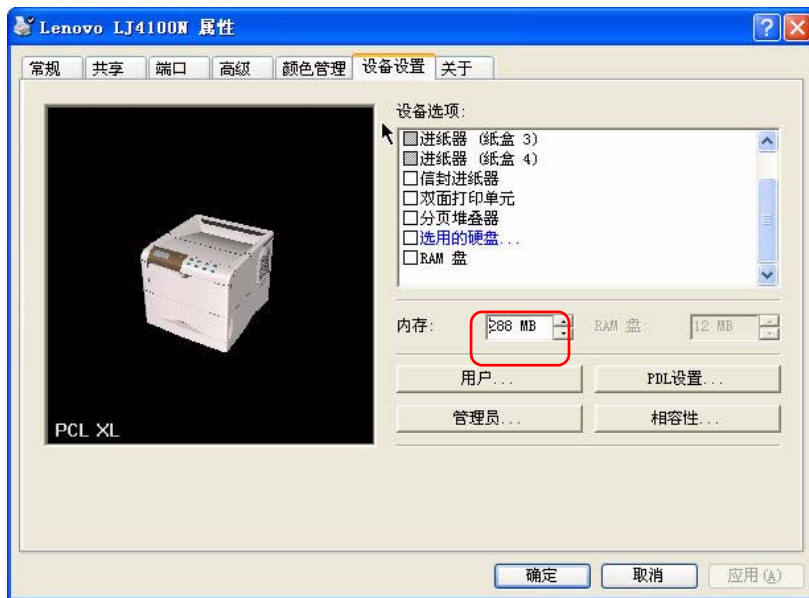 Lenovo LJ4100N 属性
常规 共享 端口 高级 颜色管理 设备设置 关于
设备选项:
进纸器 (纸盒 3)
进纸器 (纸盒 4)
信封进纸器
双面打印单元
分页堆叠器
选用的硬盘...
RAM 盘
内存: 288 MB RAM 盘: 12 MB
用户... PDL设置...
管理员... 相容性...
PCL XL
确定 取消 应用(A)